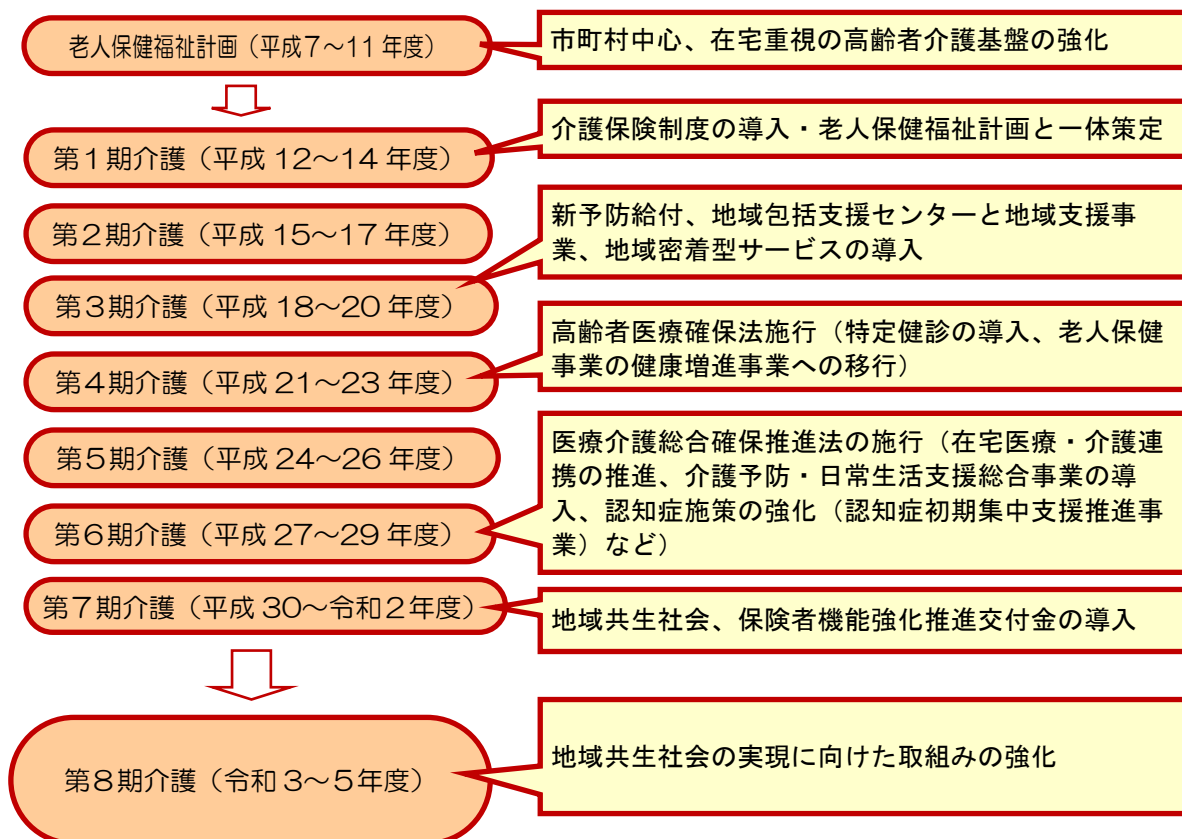 老人保健福祉計画（平成7～11年度）
市町村中心、在宅重視の高齢者介護基盤の強化
第1期介護（平成12～14年度）
介護保険制度の導入・老人保健福祉計画と一体策定
第2期介護（平成15～17年度）
新予防給付、地域包括支援センターと地域支援事
業、地域密着型サービスの導入
第3期介護（平成18～20年度）
高齢者医療確保法施行（特定健診の導入、老人保健
事業の健康増進事業への移行）
第4期介護（平成21～23年度）
第5期介護（平成24～26年度）
医療介護総合確保推進法の施行（在宅医療・介護連
携の推進、介護予防・日常生活支援総合事業の導
入、認知症施策の強化（認知症初期集中支援推進事
業）など）
第6期介護（平成27～29年度）
第7期介護（平成30～令和2年度）
地域共生社会、保険者機能強化推進交付金の導入
第8期介護（令和3～5年度）
地域共生社会の実現に向けた取組みの強化